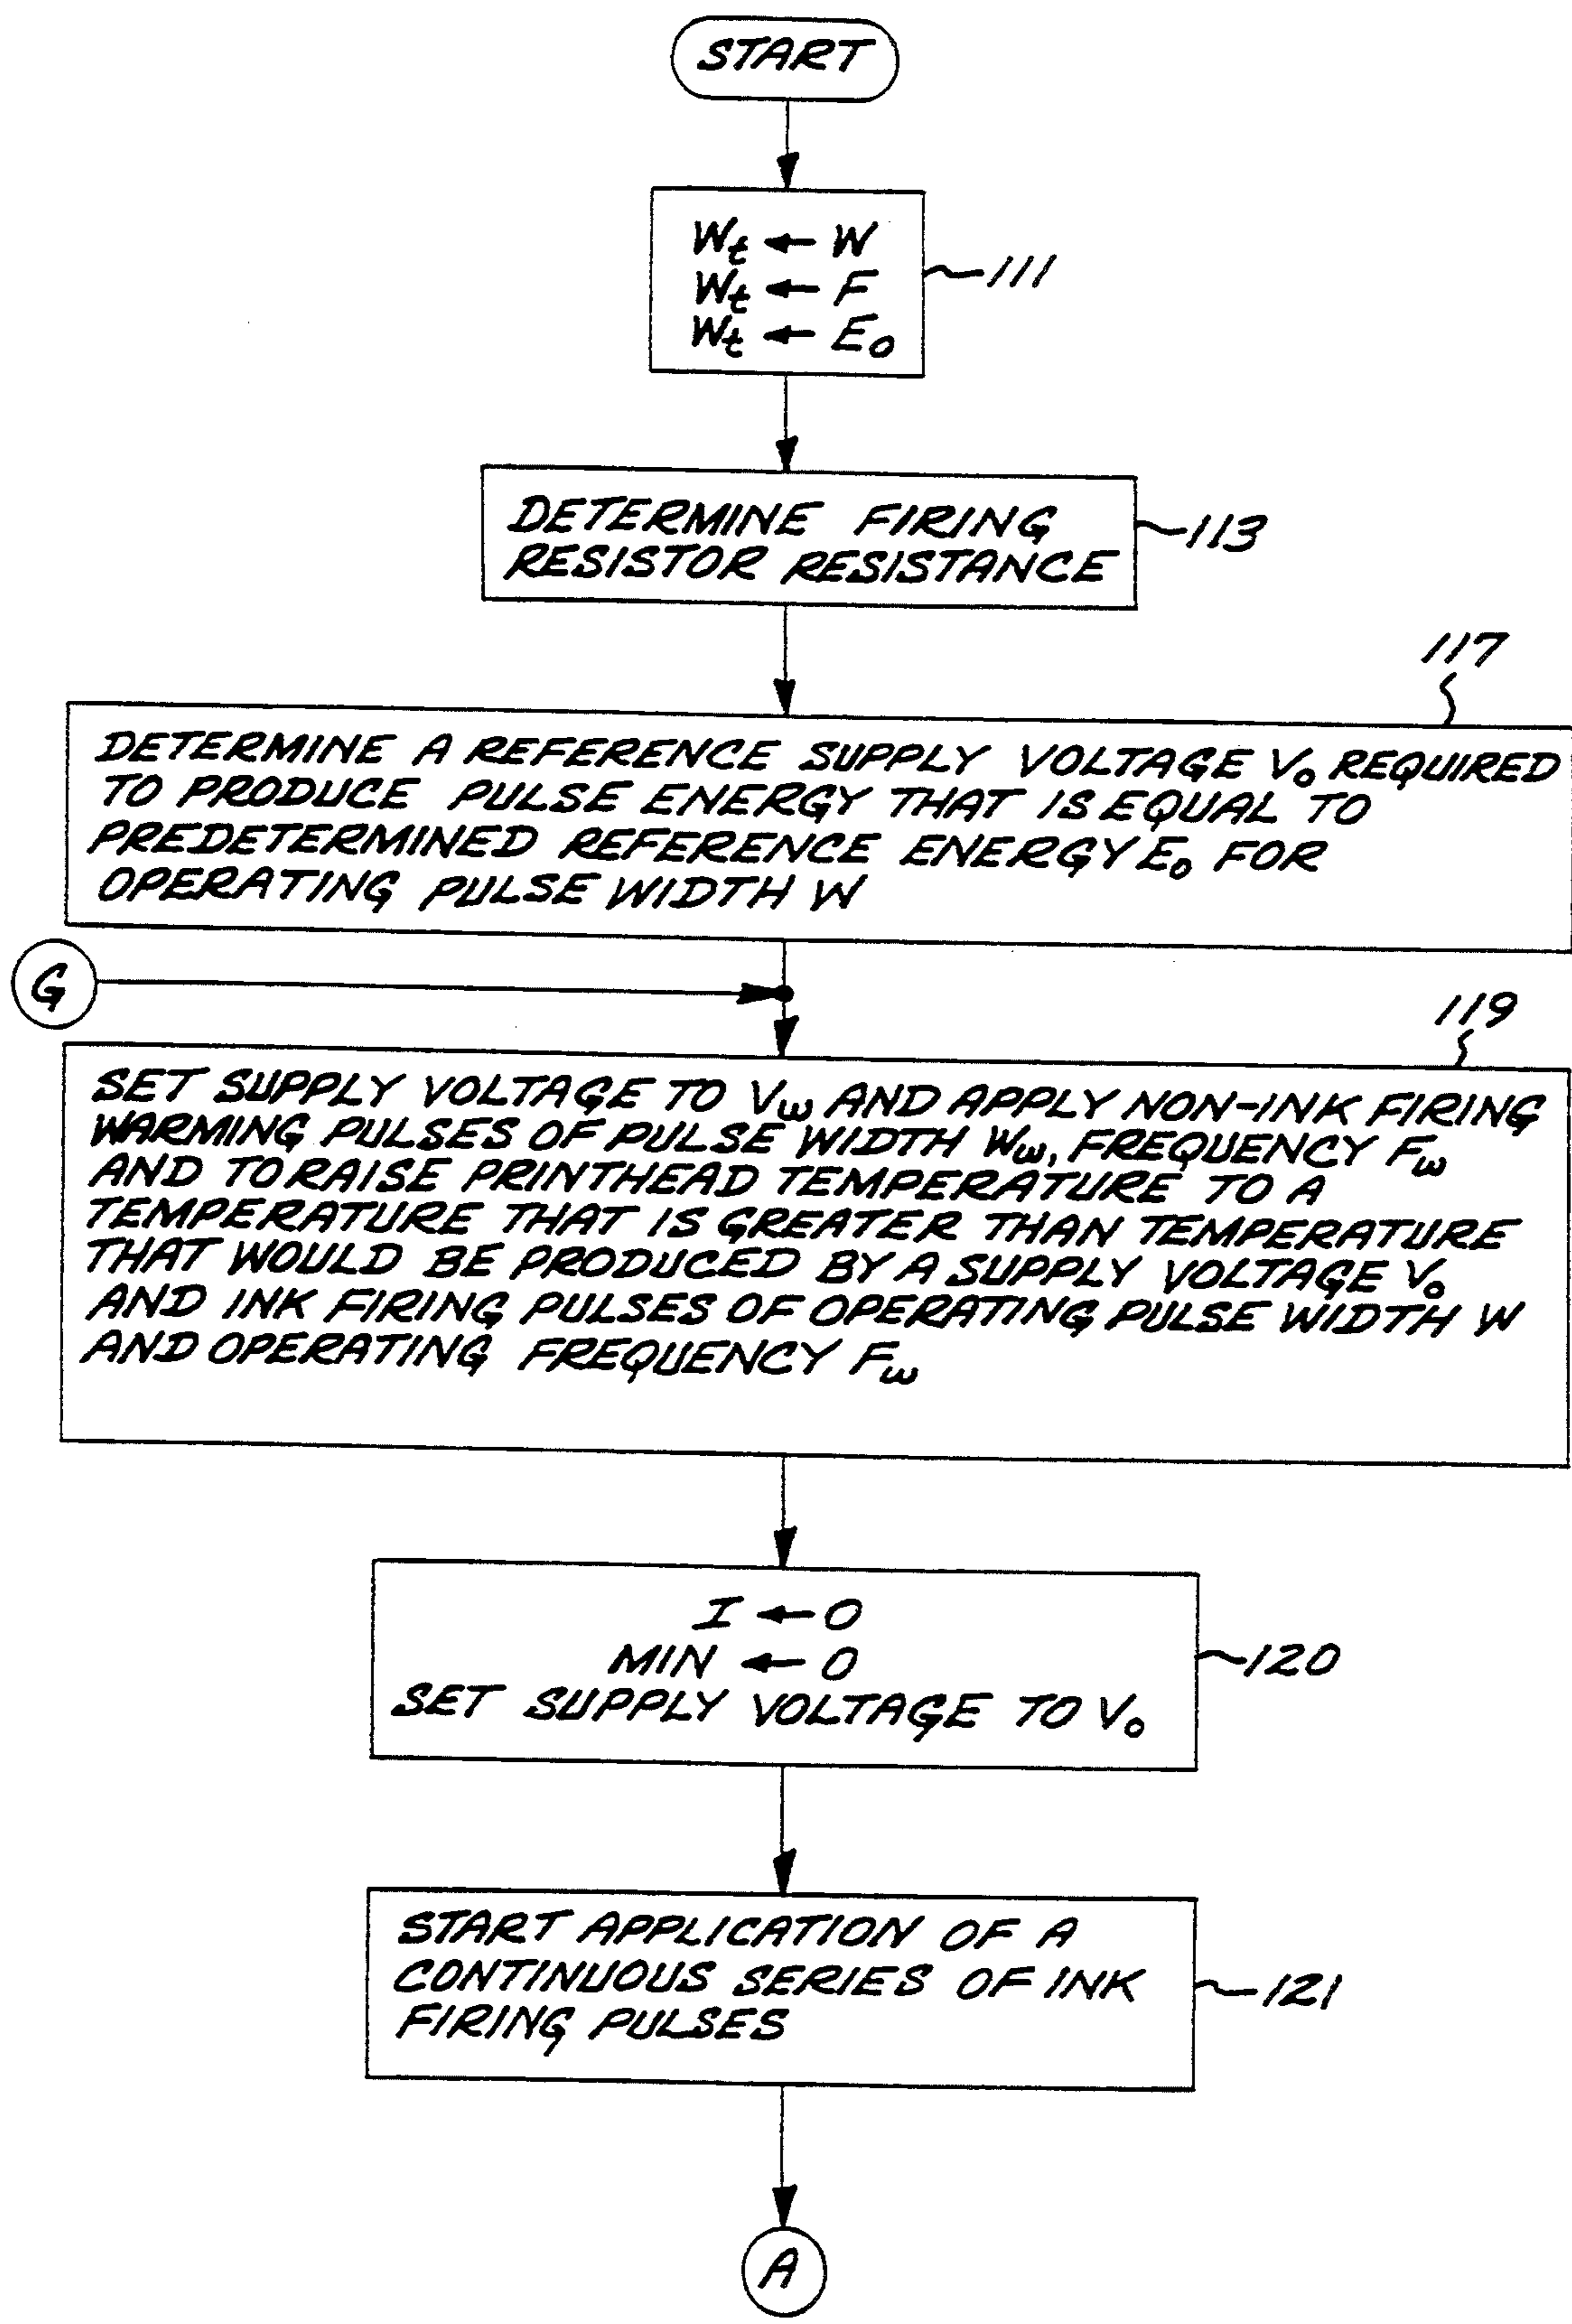 START
Wt ← W
Wt ← F
Wt ← Eo
111
DETERMINE FIRING
RESISTOR RESISTANCE
113
117
DETERMINE A REFERENCE SUPPLY VOLTAGE Vo REQUIRED
TO PRODUCE PULSE ENERGY THAT IS EQUAL TO
PREDETERMINED REFERENCE ENERGY Eo FOR
OPERATING PULSE WIDTH W
G
119
SET SUPPLY VOLTAGE TO Vω AND APPLY NON-INK FIRING
WARMING PULSES OF PULSE WIDTH Wω, FREQUENCY Fω
AND TO RAISE PRINTHEAD TEMPERATURE TO A
TEMPERATURE THAT IS GREATER THAN TEMPERATURE
THAT WOULD BE PRODUCED BY A SUPPLY VOLTAGE Vo
AND INK FIRING PULSES OF OPERATING PULSE WIDTH W
AND OPERATING FREQUENCY Fω
I ← 0
MIN ← 0
SET SUPPLY VOLTAGE TO Vo
120
START APPLICATION OF A
CONTINUOUS SERIES OF INK
FIRING PULSES
121
A